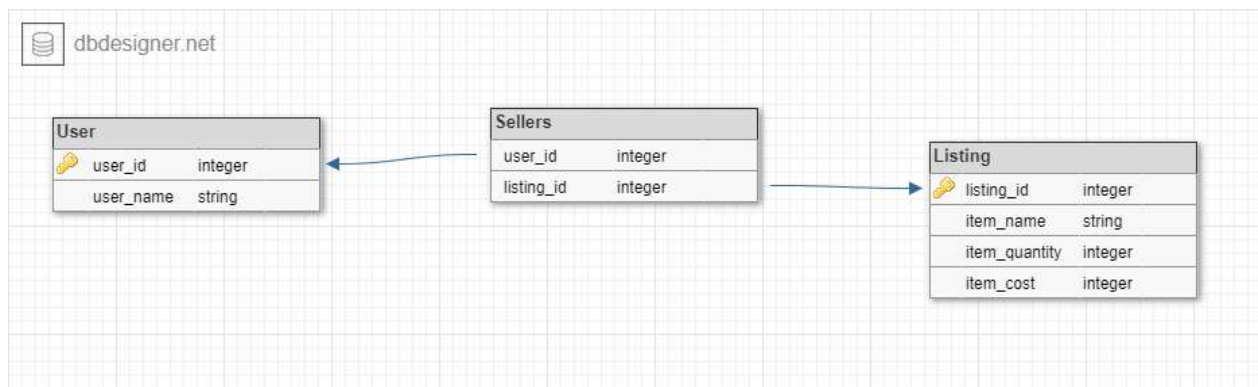 dbdesigner.net
User
user_id integer
user_name string
Sellers
user_id integer
listing_id integer
Listing
listing_id integer
item_name string
item_quantity integer
item_cost integer